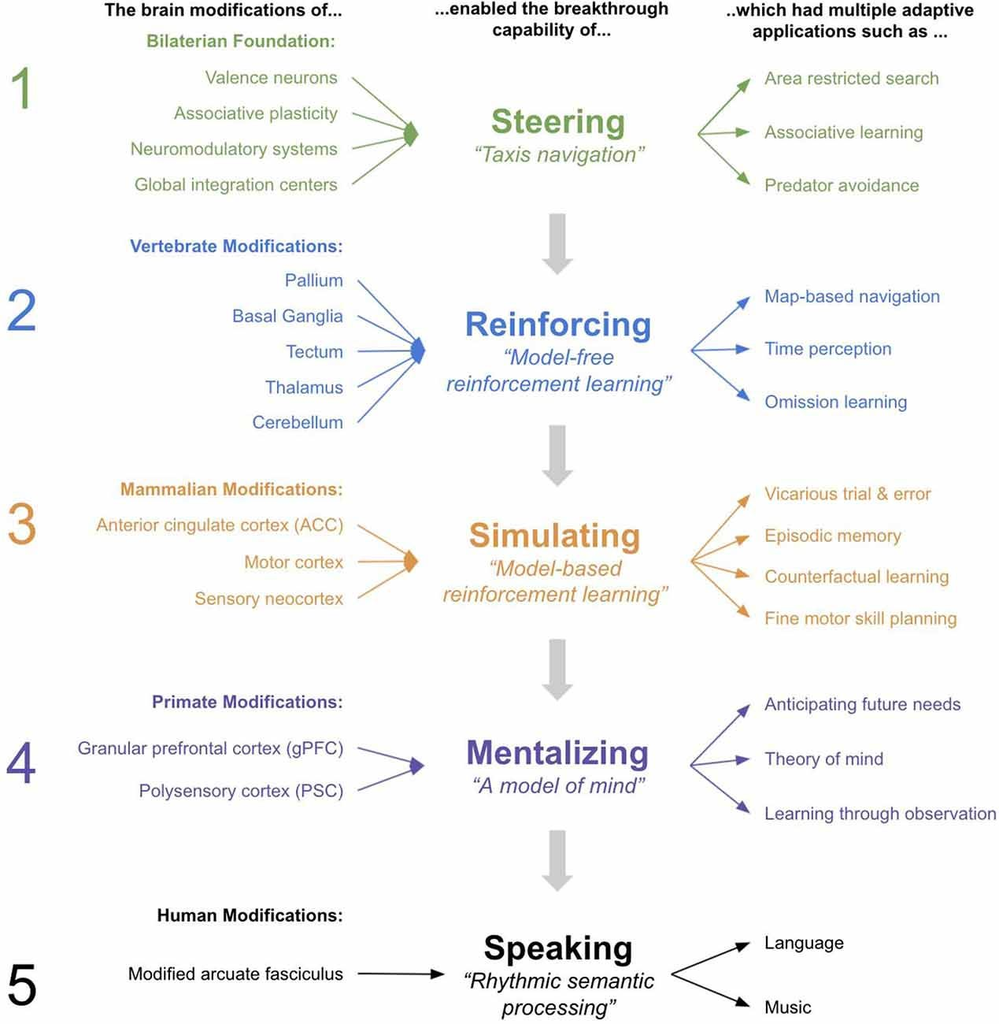 The brain modifications of...
...enabled the breakthrough
capability of...
..which had multiple adaptive
applications such as ...
1
Bilaterian Foundation:
Valence neurons
Associative plasticity
Neuromodulatory systems
Global integration centers
Steering
“Taxis navigation”
Area restricted search
Associative learning
Predator avoidance
2
Vertebrate Modifications:
Pallium
Basal Ganglia
Tectum
Thalamus
Cerebellum
Reinforcing
“Model-free
reinforcement learning”
Map-based navigation
Time perception
Omission learning
3
Mammalian Modifications:
Anterior cingulate cortex (ACC)
Motor cortex
Sensory neocortex
Simulating
“Model-based
reinforcement learning”
Vicarious trial & error
Episodic memory
Counterfactual learning
Fine motor skill planning
4
Primate Modifications:
Granular prefrontal cortex (gPFC)
Polysensory cortex (PSC)
Mentalizing
“A model of mind”
Anticipating future needs
Theory of mind
Learning through observation
5
Human Modifications:
Modified arcuate fasciculus
Speaking
“Rhythmic semantic
processing”
Language
Music